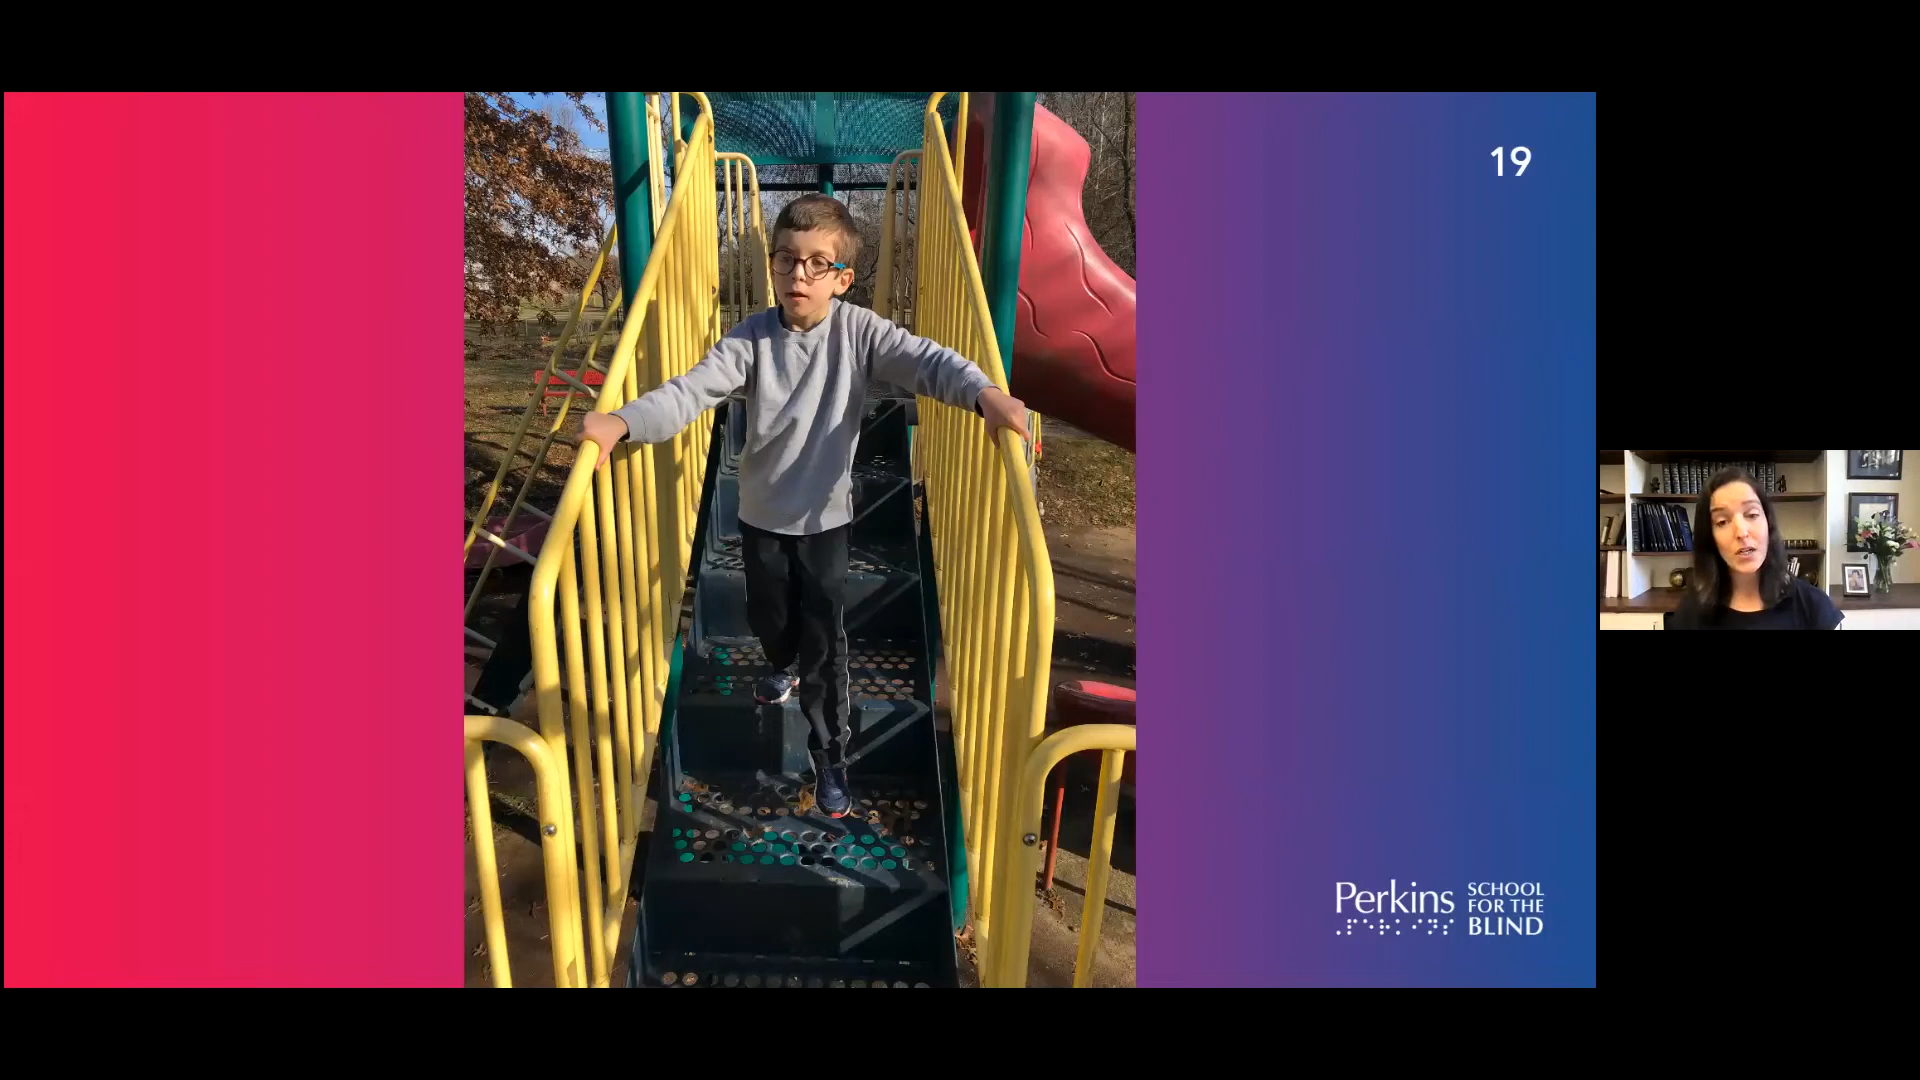 19
Perkins
SCHOOL
FOR THE
BLIND
⠠⠏⠑⠗⠅⠊⠝⠎